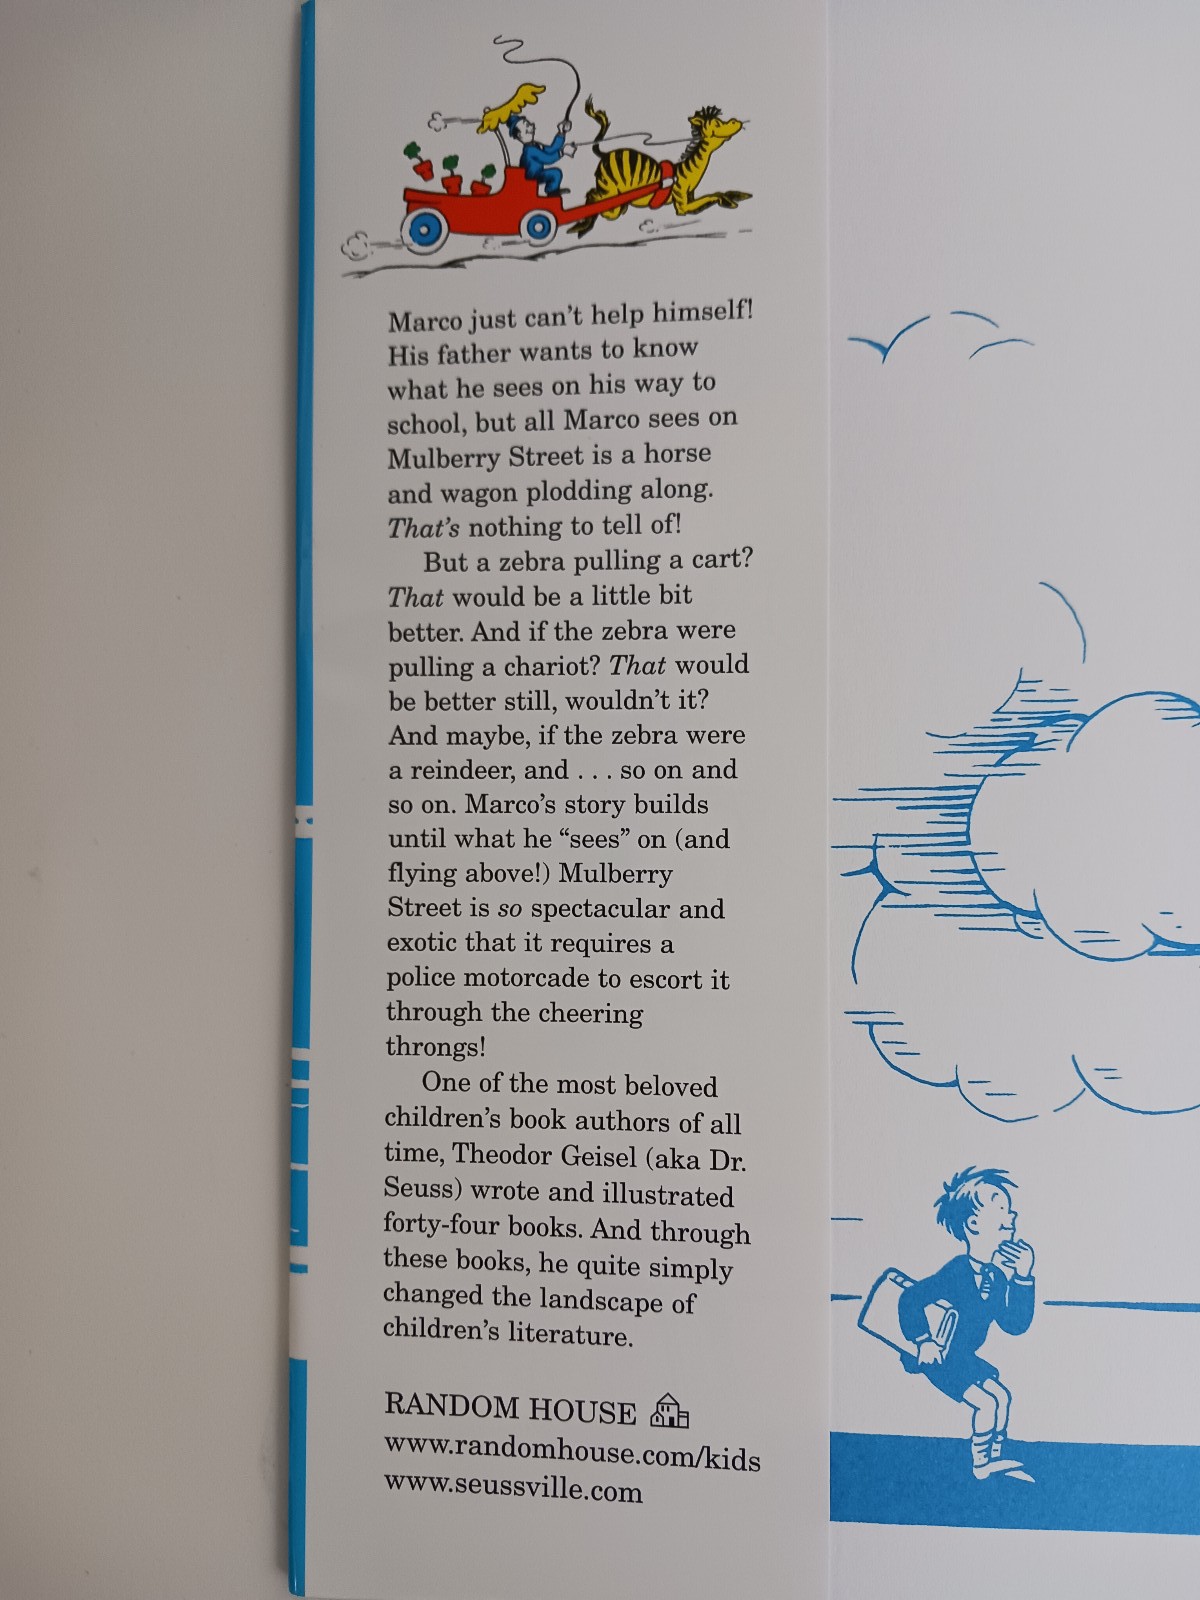 Marco just can't help himself!
His father wants to know
what he sees on his way to
school, but all Marco sees on
Mulberry Street is a horse
and wagon plodding along.
That's nothing to tell of!
But a zebra pulling a cart?
That would be a little bit
better. And if the zebra were
pulling a chariot? That would
be better still, wouldn't it?
And maybe, if the zebra were
a reindeer, and . . . so on and
so on. Marco's story builds
until what he “sees” on (and
flying above!) Mulberry
Street is so spectacular and
exotic that it requires a
police motorcade to escort it
through the cheering
throngs!
One of the most beloved
children's book authors of all
time, Theodor Geisel (aka Dr.
Seuss) wrote and illustrated
forty-four books. And through
these books, he quite simply
changed the landscape of
children's literature.
RANDOM HOUSE
www.randomhouse.com/kids
www.seussville.com